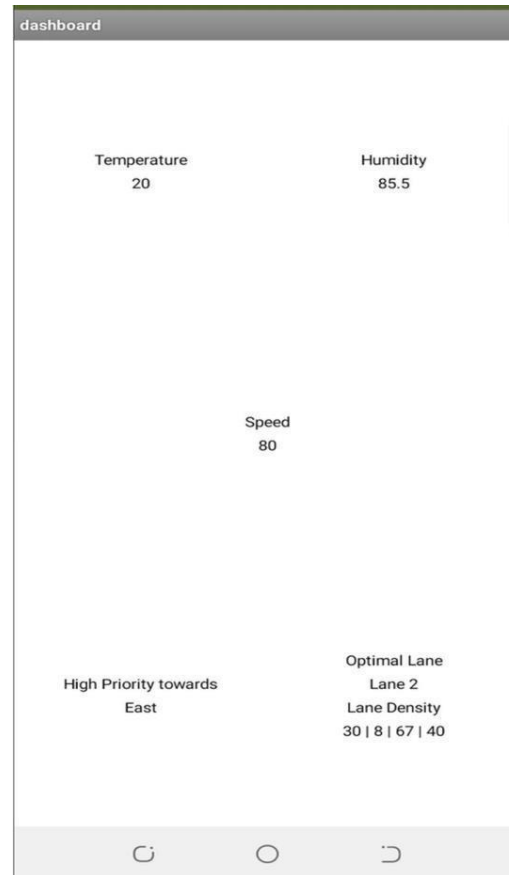 dashboard
Temperature
20
Humidity
85.5
Speed
80
High Priority towards
East
Optimal Lane
Lane 2
Lane Density
30 | 8 | 67 | 40